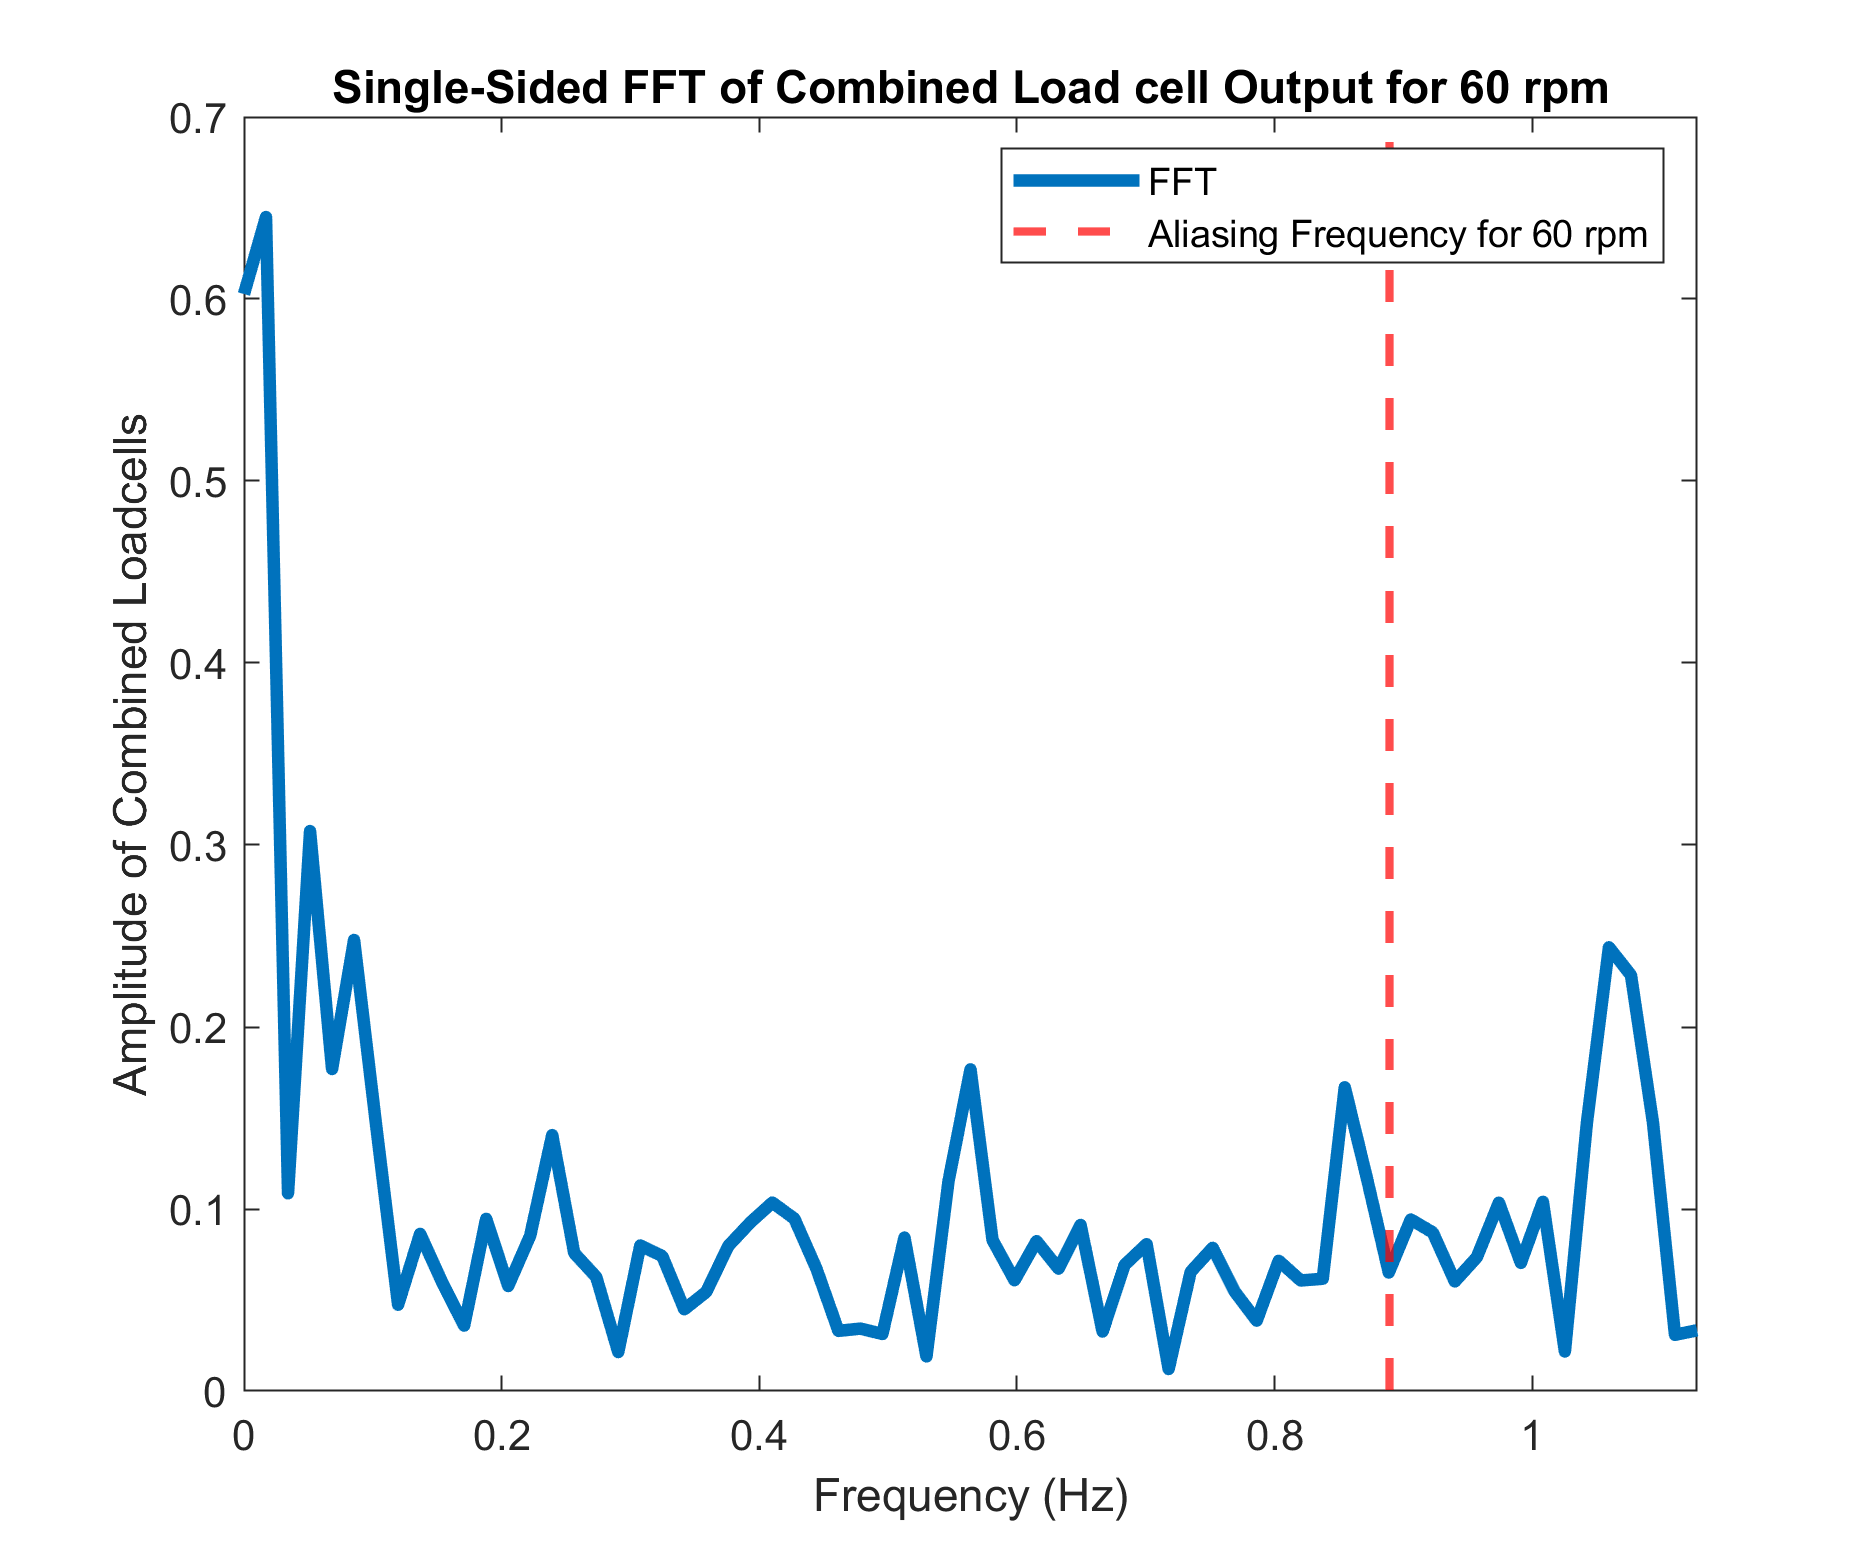 Single-Sided FFT of Combined Load cell Output for 60 rpm
FFT
Aliasing Frequency for 60 rpm
Amplitude of Combined Loadcells
0.7
0.6
0.5
0.4
0.3
0.2
0.1
0
0 0.2 0.4 0.6 0.8 1
Frequency (Hz)